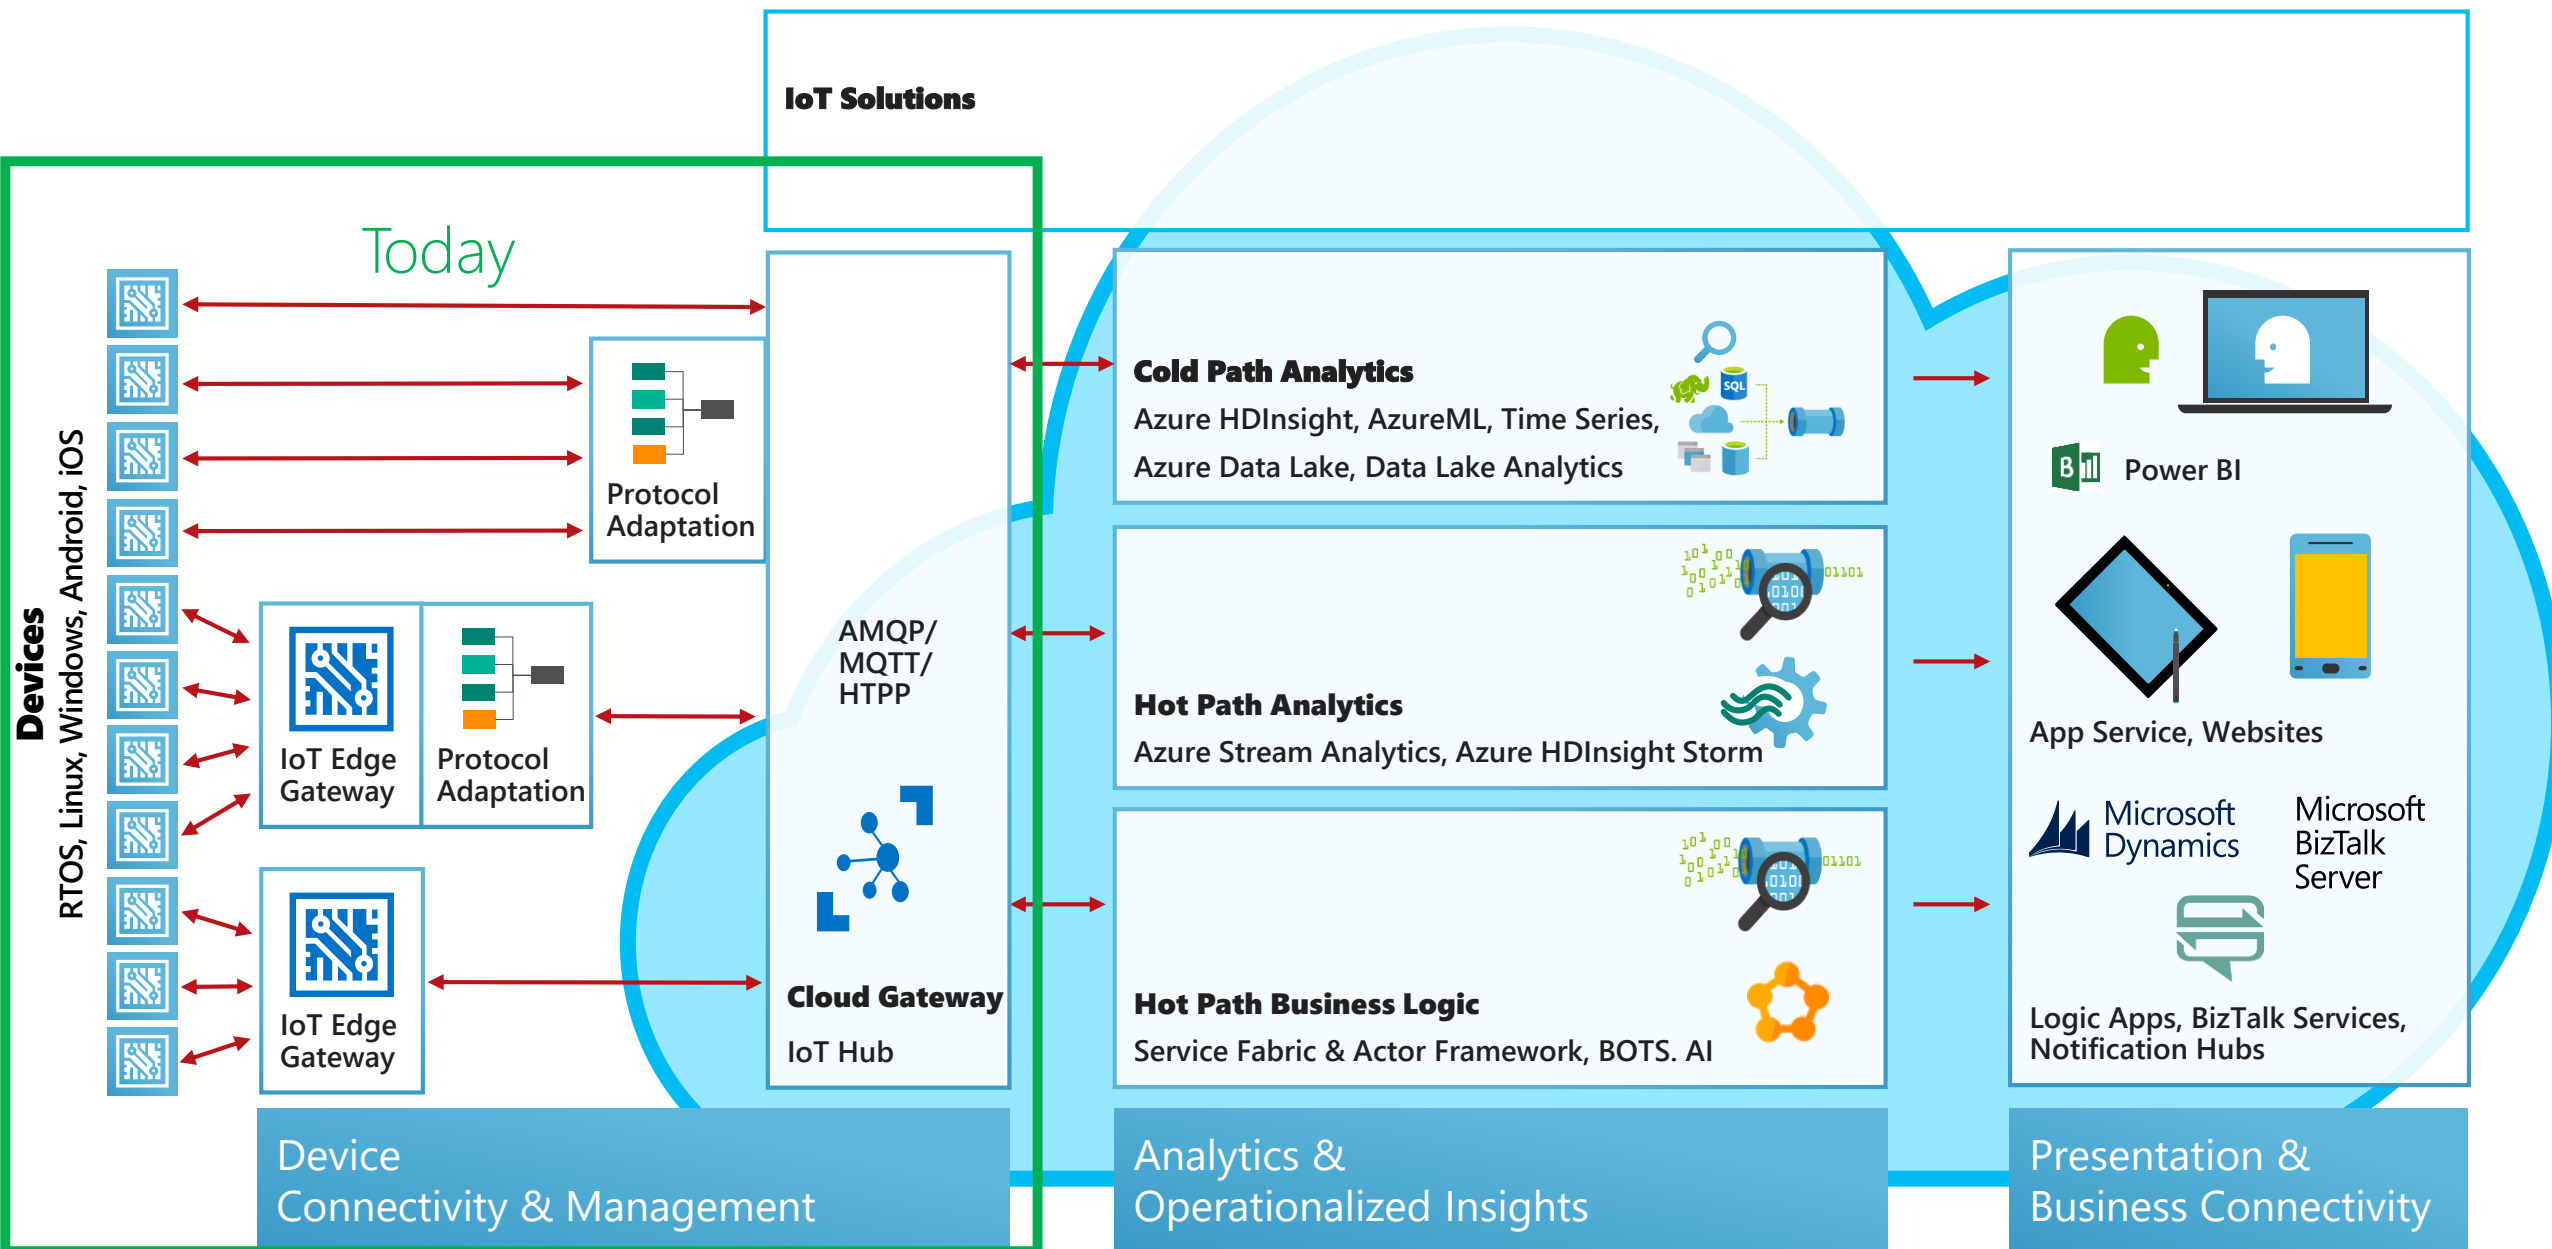 IoT Solutions
Today
Devices
RTOS, Linux, Windows, Android, iOS
Protocol
Adaptation
IoT Edge
Gateway
Protocol
Adaptation
IoT Edge
Gateway
AMQP/
MQTT/
HTPP
Cloud Gateway
IoT Hub
Cold Path Analytics
Azure HDInsight, AzureML, Time Series,
Azure Data Lake, Data Lake Analytics
SQL
Hot Path Analytics
Azure Stream Analytics, Azure HDInsight Storm
01101
Hot Path Business Logic
Service Fabric & Actor Framework, BOTS. AI
01101
B
Power BI
App Service, Websites
Microsoft
Dynamics
Microsoft
BizTalk
Server
Logic Apps, BizTalk Services,
Notification Hubs
Device
Connectivity & Management
Analytics &
Operationalized Insights
Presentation &
Business Connectivity